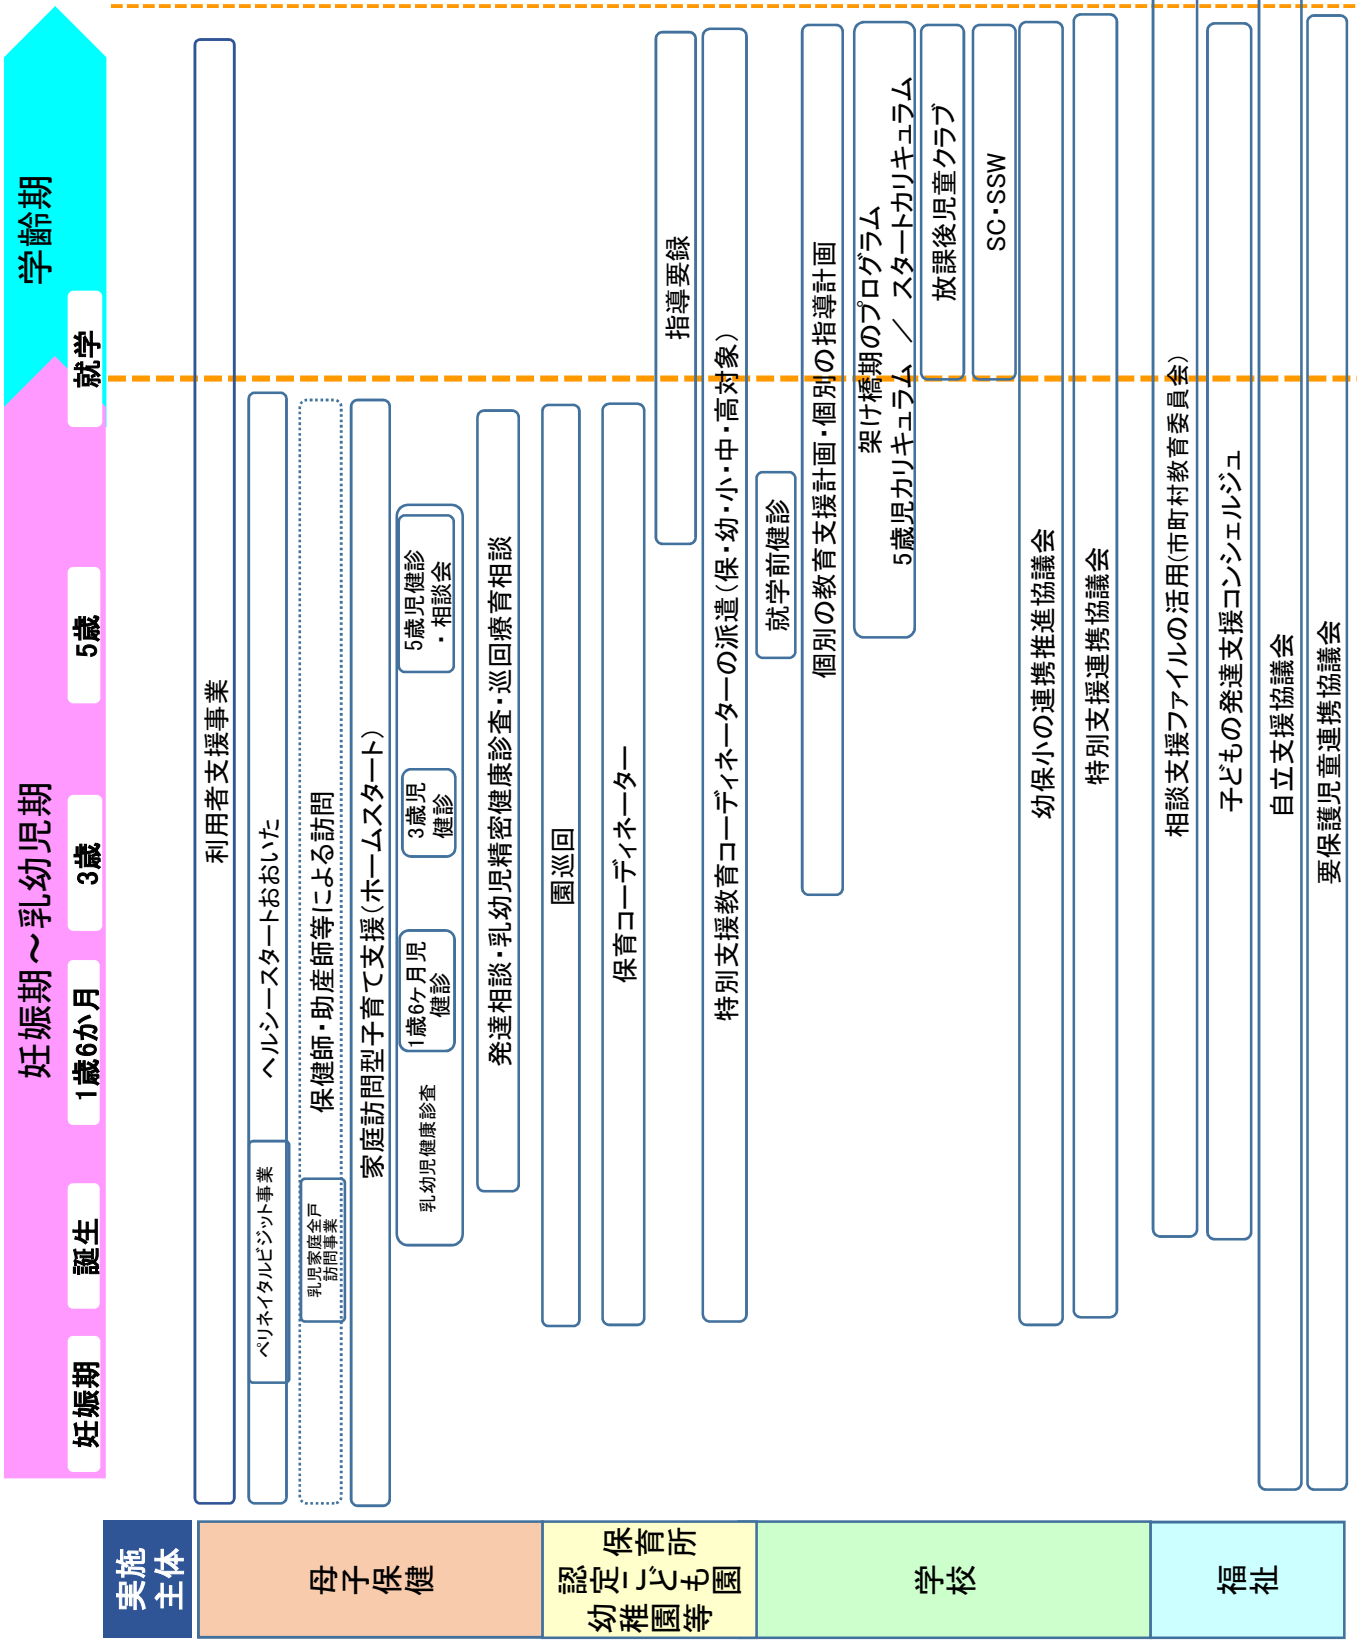 妊娠期～乳幼児期
学齢期
妊娠期
誕生
1歳6か月
3歳
5歳
就学
実施
主体
母子
保健
利用者支援事業
ヘルシースタートおおいた
ペリネイタルビジット事業
保健師・助産師等による訪問
乳児家庭全戸
訪問事業
家庭訪問型子育て支援(ホームスタート)
乳幼児健康診査
1歳6ケ月児
健診
3歳児
健診
5歳児健診
・相談会
発達相談・乳幼児精密健康診査・巡回療育相談
保育所
認定こども園
幼稚園等
園巡回
保育コーディネーター
指導要録
特別支援教育コーディネーターの派遣(保・幼・小・中・高対象)
学校
就学前健診
個別の教育支援計画・個別の指導計画
架け橋期のプログラム
5歳児カリキュラム ／ スタートカリキュラム
放課後児童クラブ
SC・SSW
幼保小の連携推進協議会
特別支援連携協議会
福祉
相談支援ファイルの活用(市町村教育委員会)
子どもの発達支援コンシェルジュ
自立支援協議会
要保護児童連携協議会